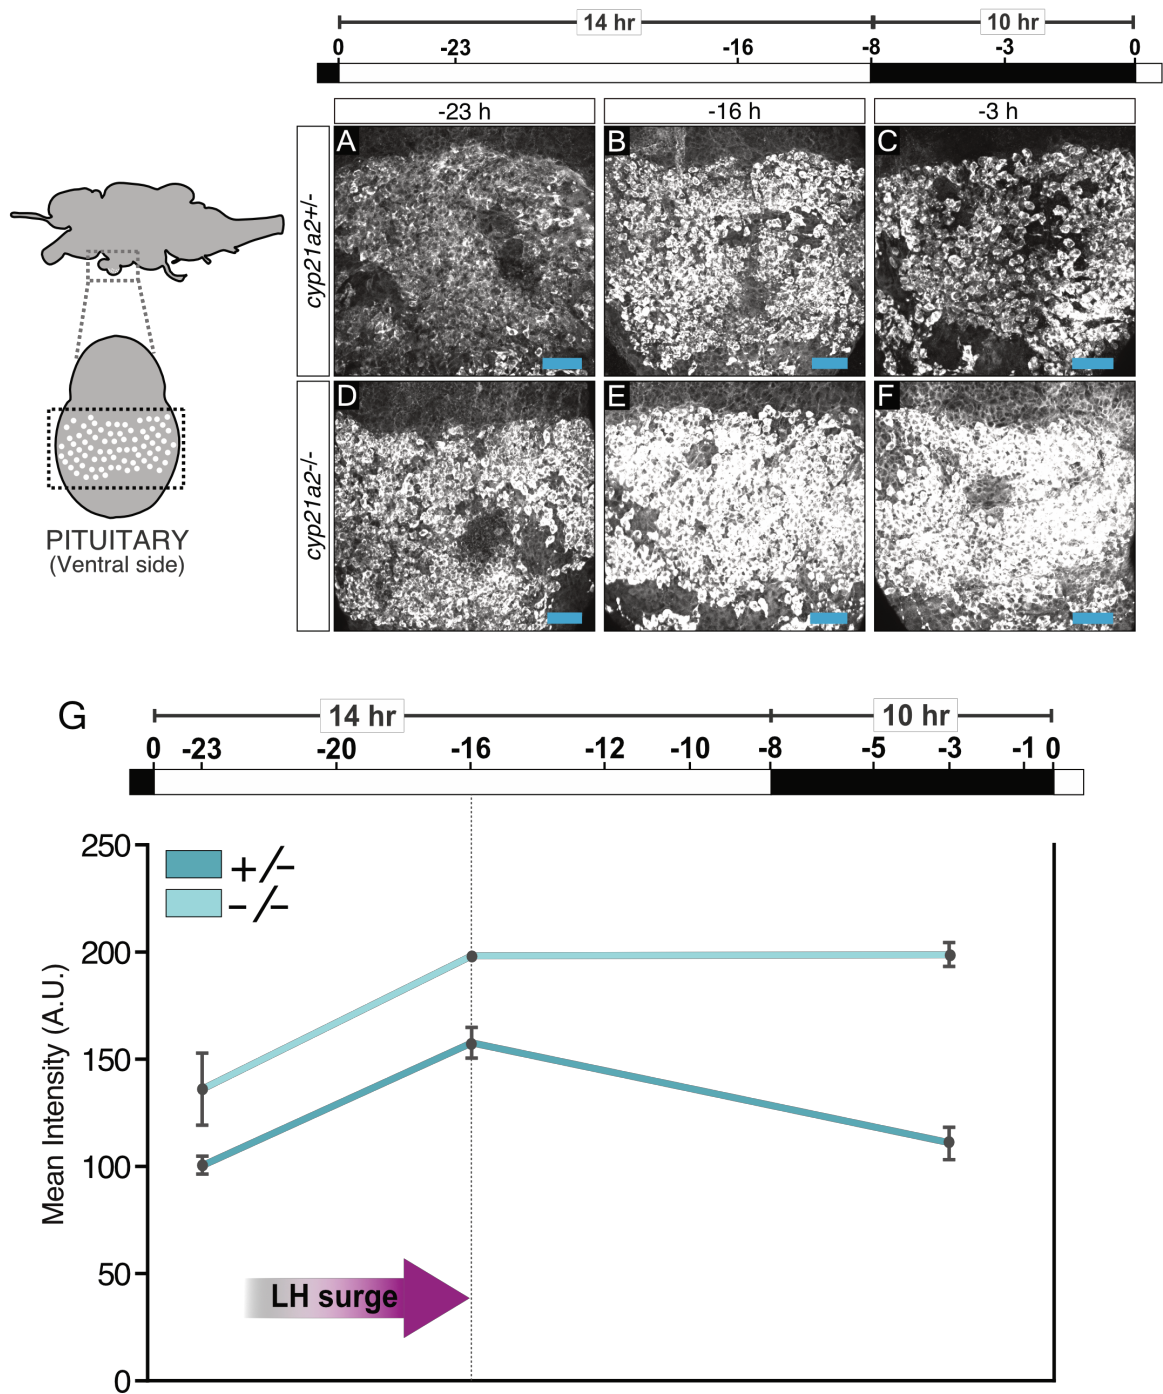 14 hr 10 hr
0 -23 -16 -8 -3 0
-23 h -16 h -3 h
A B C
cyp21a2+/-
D E F
cyp21a2-/-
PITUITARY
(Ventral side)
G
14 hr 10 hr
0 -23 -20 -16 -12 -10 -8 -5 -3 -1 0
250
+/-
-/-
200
150
100
50
0
Mean Intensity (A.U.)
LH surge